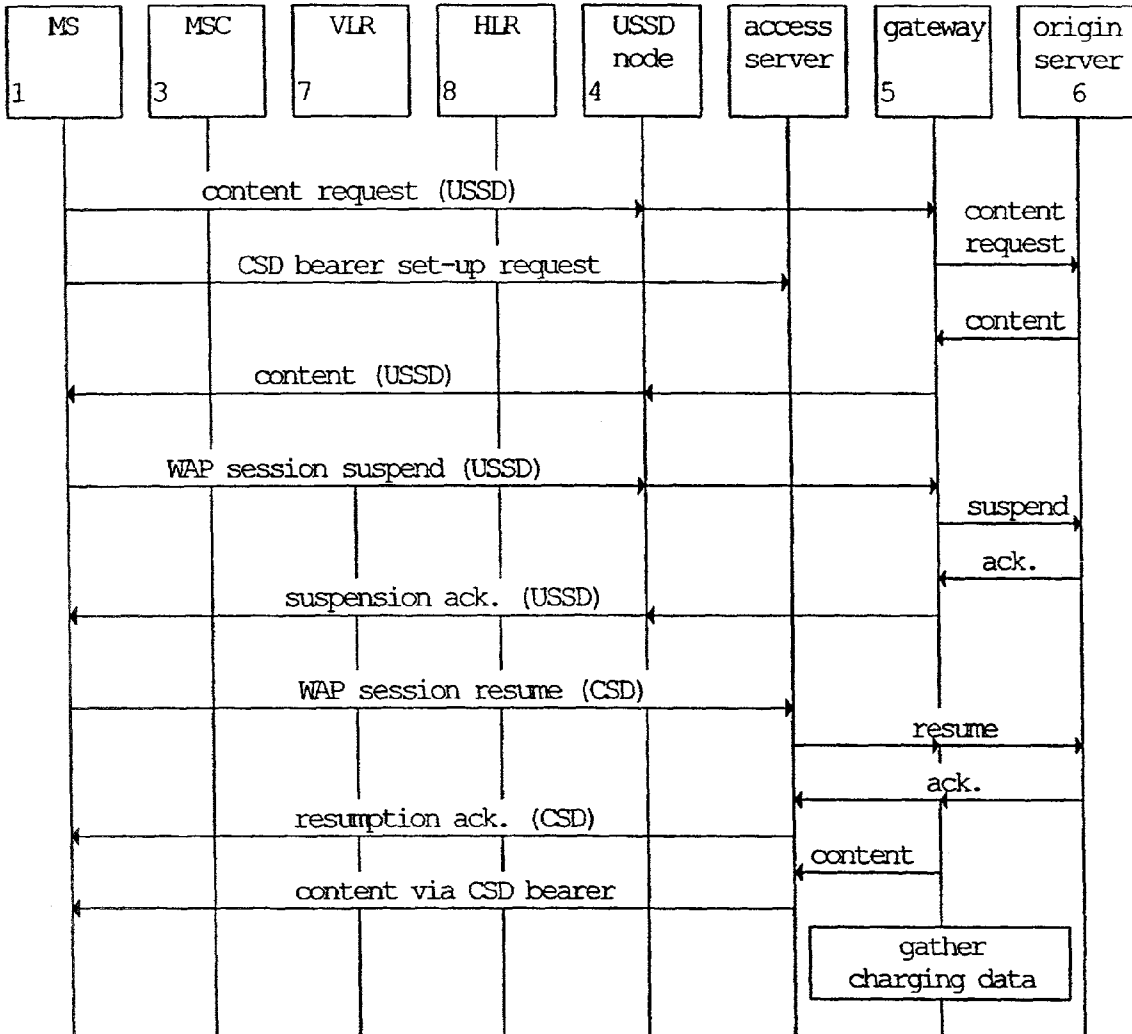 MS
MSC
VLR
HLR
USSD
node
access
server
gateway
origin
server
1
3
7
8
4
5
6
content request (USSD)
content
request
CSD bearer set-up request
content
content (USSD)
WAP session suspend (USSD)
suspend
ack.
suspension ack. (USSD)
WAP session resume (CSD)
resume
ack.
resumption ack. (CSD)
content
content via CSD bearer
gather
charging data